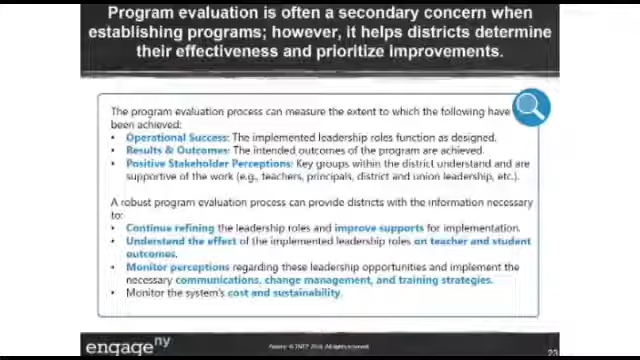 Program evaluation is often a secondary concern when
establishing programs; however, it helps districts determine
their effectiveness and prioritize improvements.
The program evaluation process can measure the extent to which the following have
been achieved:
• Operational Success: The implemented leadership roles function as designed.
• Results & Outcomes: The intended outcomes of the program are achieved.
• Positive Stakeholder Perceptions: Key groups within the district understand and are
supportive of the work (e.g., teachers, principals, district and union leadership, etc.).
A robust program evaluation process can provide districts with the information necessary
to:
• Continue refining the leadership roles and improve supports for implementation.
• Understand the effect of the implemented leadership roles on teacher and student
outcomes.
• Monitor perceptions regarding these leadership opportunities and implement the
necessary communications, change management, and training strategies.
• Monitor the system's cost and sustainability.
engageny
© TNTP 2014. All rights reserved.
23